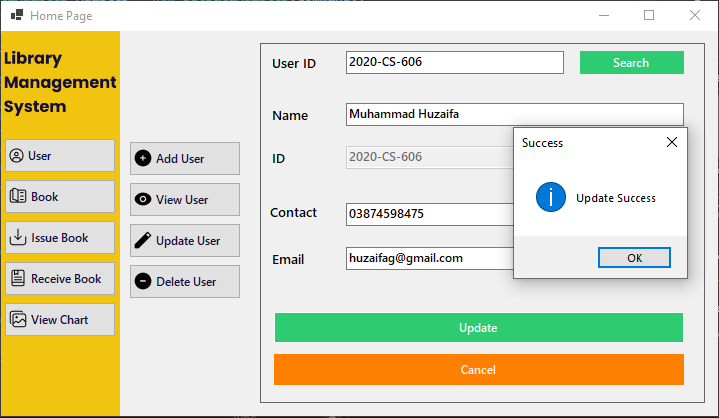 Home Page
Library
Management
System
User
Book
Issue Book
Receive Book
View Chart
Add User
View User
Update User
Delete User
User ID
2020-CS-606
Search
Name
Muhammad Huzaifa
ID
2020-CS-606
Contact
03874598475
Email
huzaifag@gmail.com
Update
Cancel
Success
Update Success
OK